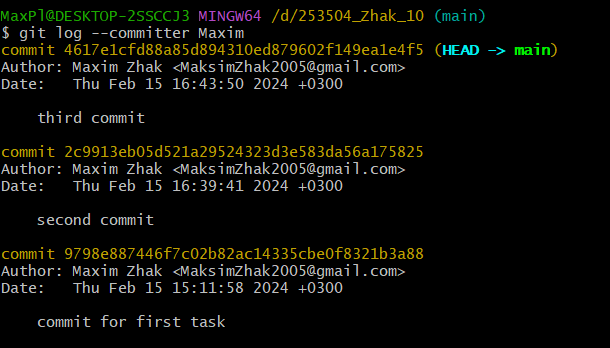 MaxPl@DESKTOP-2SSCCJ3 MINGW64 /d/253504_Zhak_10 (main)
$ git log --committer Maxim
commit 4617e1cfd88a85d894310ed879602f149ea1e4f5 (HEAD -> main)
Author: Maxim Zhak <MaksimZhak2005@gmail.com>
Date:   Thu Feb 15 16:43:50 2024 +0300
third commit
commit 2c9913eb05d521a29524323d3e583da56a175825
Author: Maxim Zhak <MaksimZhak2005@gmail.com>
Date:   Thu Feb 15 16:39:41 2024 +0300
second commit
commit 9798e887446f7c02b82ac14335cbe0f8321b3a88
Author: Maxim Zhak <MaksimZhak2005@gmail.com>
Date:   Thu Feb 15 15:11:58 2024 +0300
commit for first task